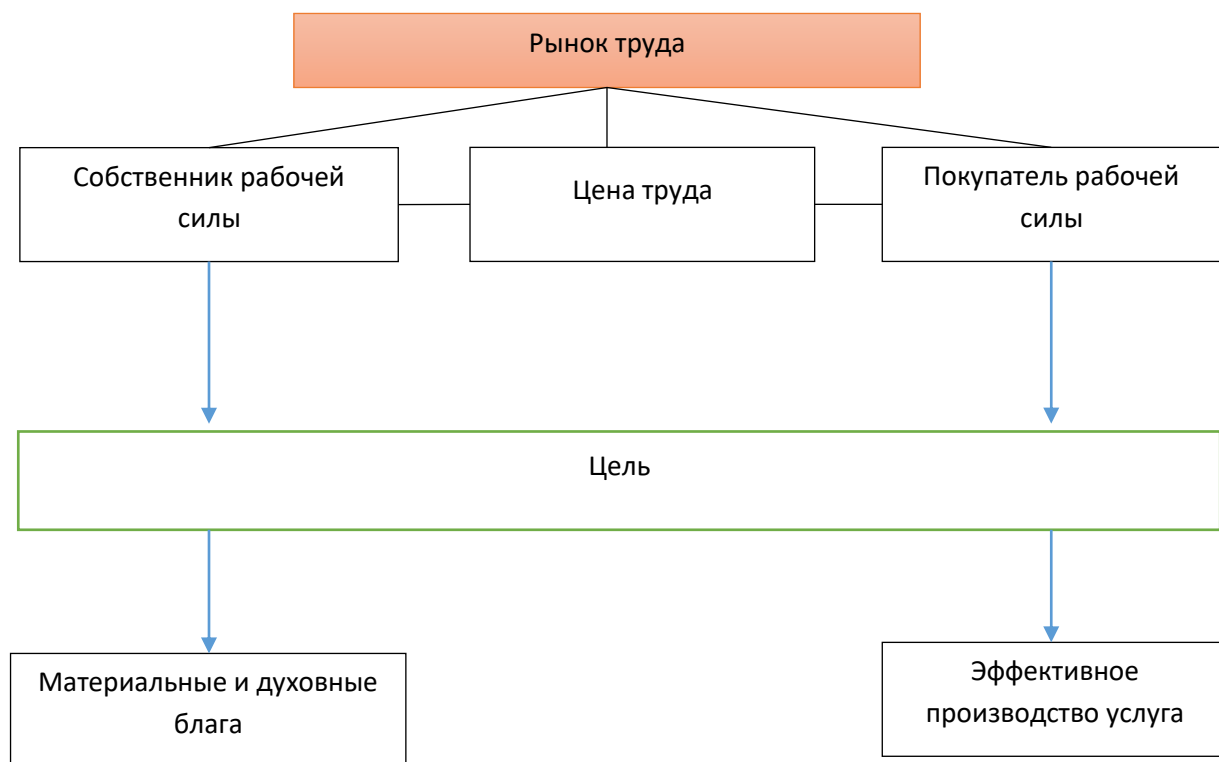 Рынок труда
Собственник рабочей
силы
Цена труда
Покупатель рабочей
силы
Цель
Материальные и духовные
блага
Эффективное
производство услуга